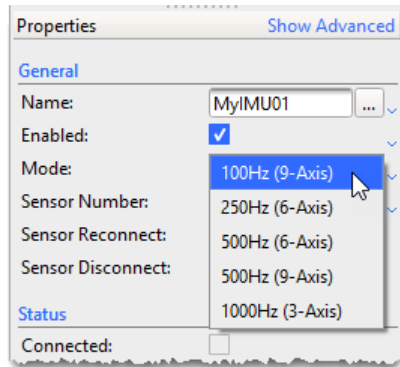 Properties Show Advanced
General
Name: MyIMU01 ...
Enabled:
Mode: 100Hz (9-Axis)
Sensor Number: 250Hz (6-Axis)
Sensor Reconnect: 500Hz (6-Axis)
Sensor Disconnect: 500Hz (9-Axis)
Status 1000Hz (3-Axis)
Connected: